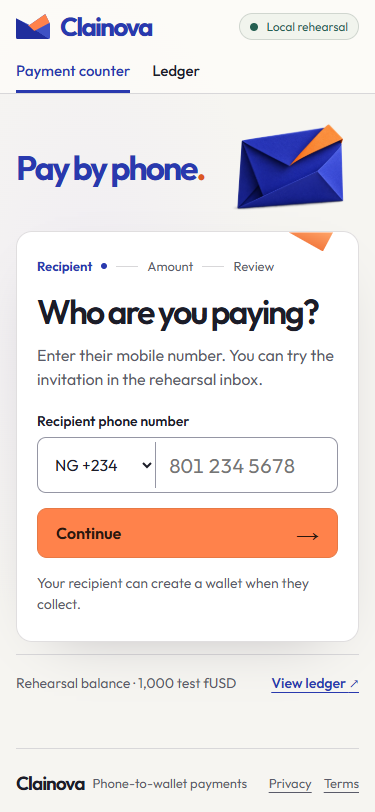 Clainova
Local rehearsal
Payment counter
Ledger
Pay by phone.
Recipient
Amount
Review
Who are you paying?
Enter their mobile number. You can try the
invitation in the rehearsal inbox.
Recipient phone number
NG +234
801 234 5678
Continue →
Your recipient can create a wallet when they
collect.
Rehearsal balance · 1,000 test fUSD
View ledger ↗
Clainova
Phone-to-wallet payments
Privacy
Terms